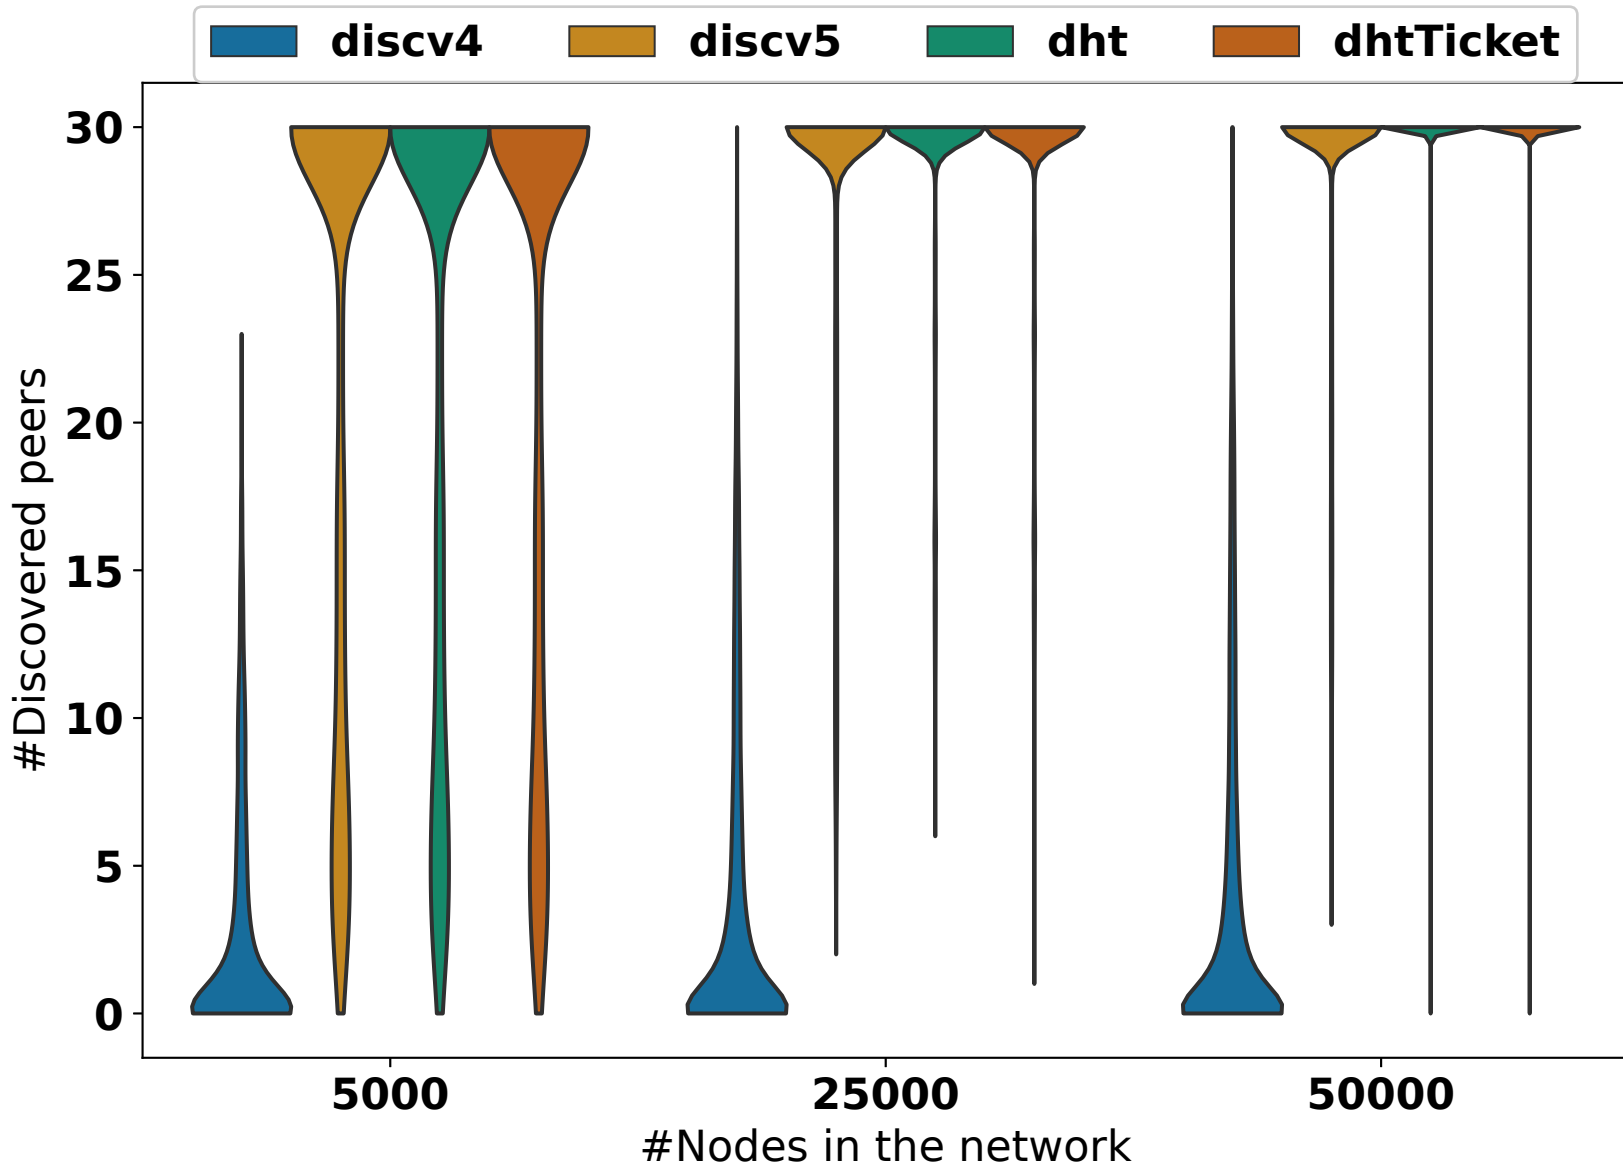 discv4 discv5 dht dhtTicket
30
25
20
15
10
5
0
#Discovered peers
5000 25000 50000
#Nodes in the network